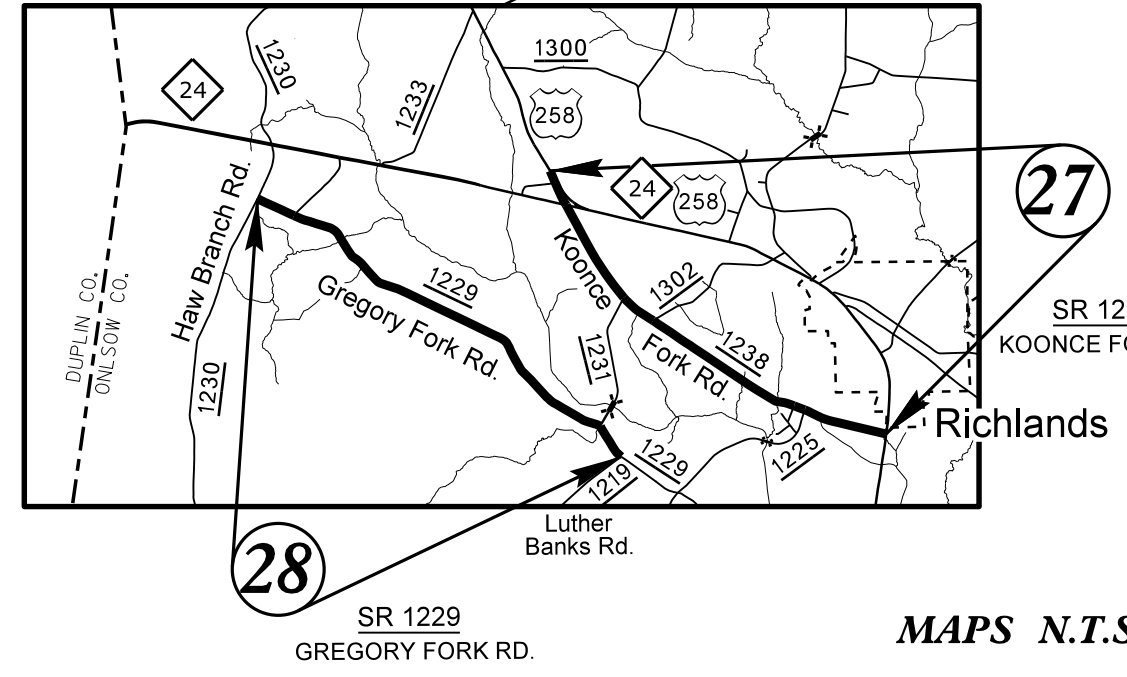 1300
1230
24
1233
258
24
258
27
Haw Branch Rd.
Koonce
1302
1229
Gregory Fork Rd.
DUPLIN CO.
ONLSOW CO.
SR 12
KOONCE FO
1231
1238
Fork Rd.
1230
Richlands
1229
1225
1219
Luther
Banks Rd.
28
SR 1229
GREGORY FORK RD.
MAPS N.T.S